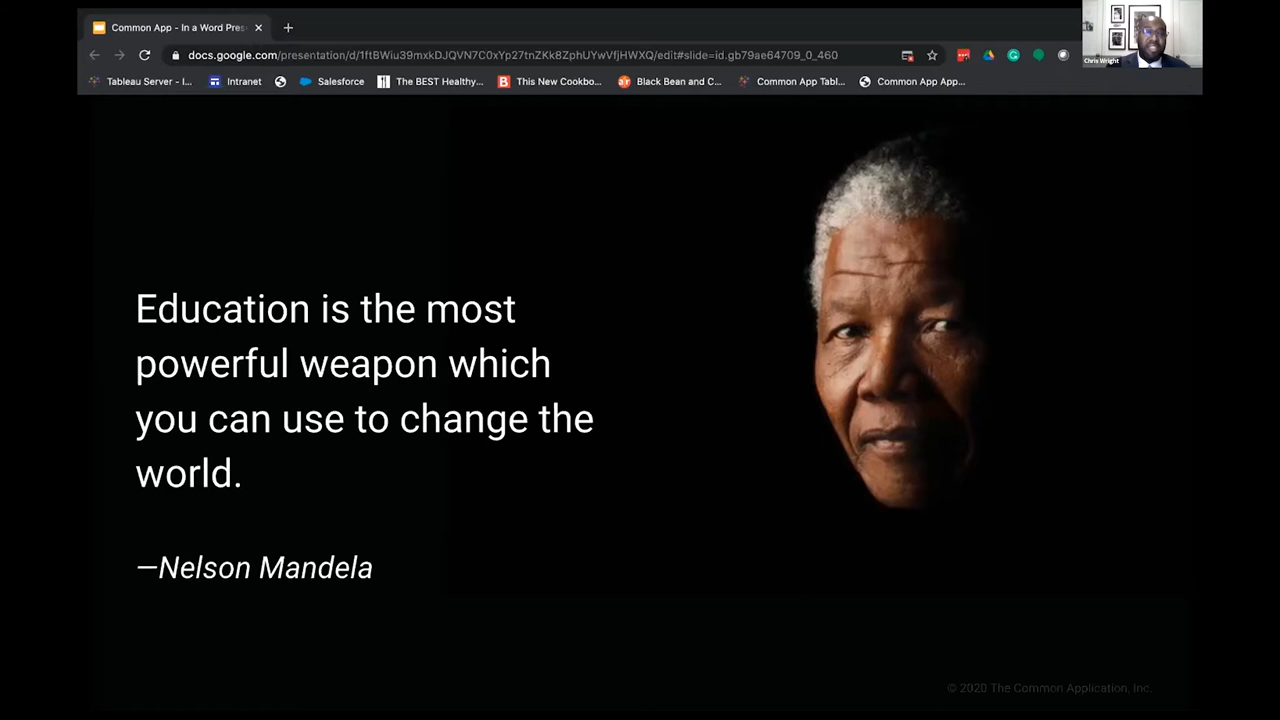 Common App - In a Word Pres
docs.google.com/presentation/d/1ftBWiu39mxkDJQVN7C0xYp27tnZKk8ZphUYwVfjHWXQ/edit#slide=id.gb79ae64709_0_460
Chris Wright
Tableau Server - I... Intranet Salesforce The BEST Healthy... This New Cookbo... Black Bean and C... Common App Tabl... Common App App...
Education is the most
powerful weapon which
you can use to change the
world.
—Nelson Mandela
© 2020 The Common Application, Inc.